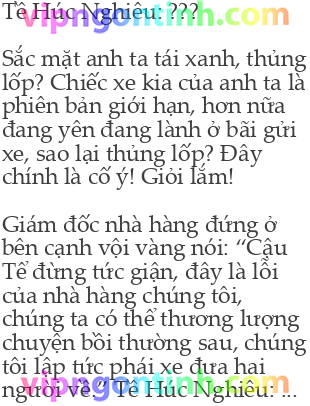 Tề Húc Nghiêu: ???
vipngontinh.com
Sắc mặt anh ta tái xanh, thủng
lốp? Chiếc xe kia của anh ta là
phiên bản giới hạn, hơn nữa
đang yên đang lành ở bãi gửi
xe, sao lại thủng lốp? Đây
chính là cố ý! Giỏi lắm!
Giám đốc nhà hàng đứng ở
bên cạnh vội vàng nói: “Cậu
Tề đừng tức giận, đây là lỗi
của nhà hàng chúng tôi,
chúng ta có thể thương lượng
chuyện bồi thường sau, chúng
tôi lập tức phái xe đưa hai
người về.” Tề Húc Nghiêu: ...
vipngontinh.com